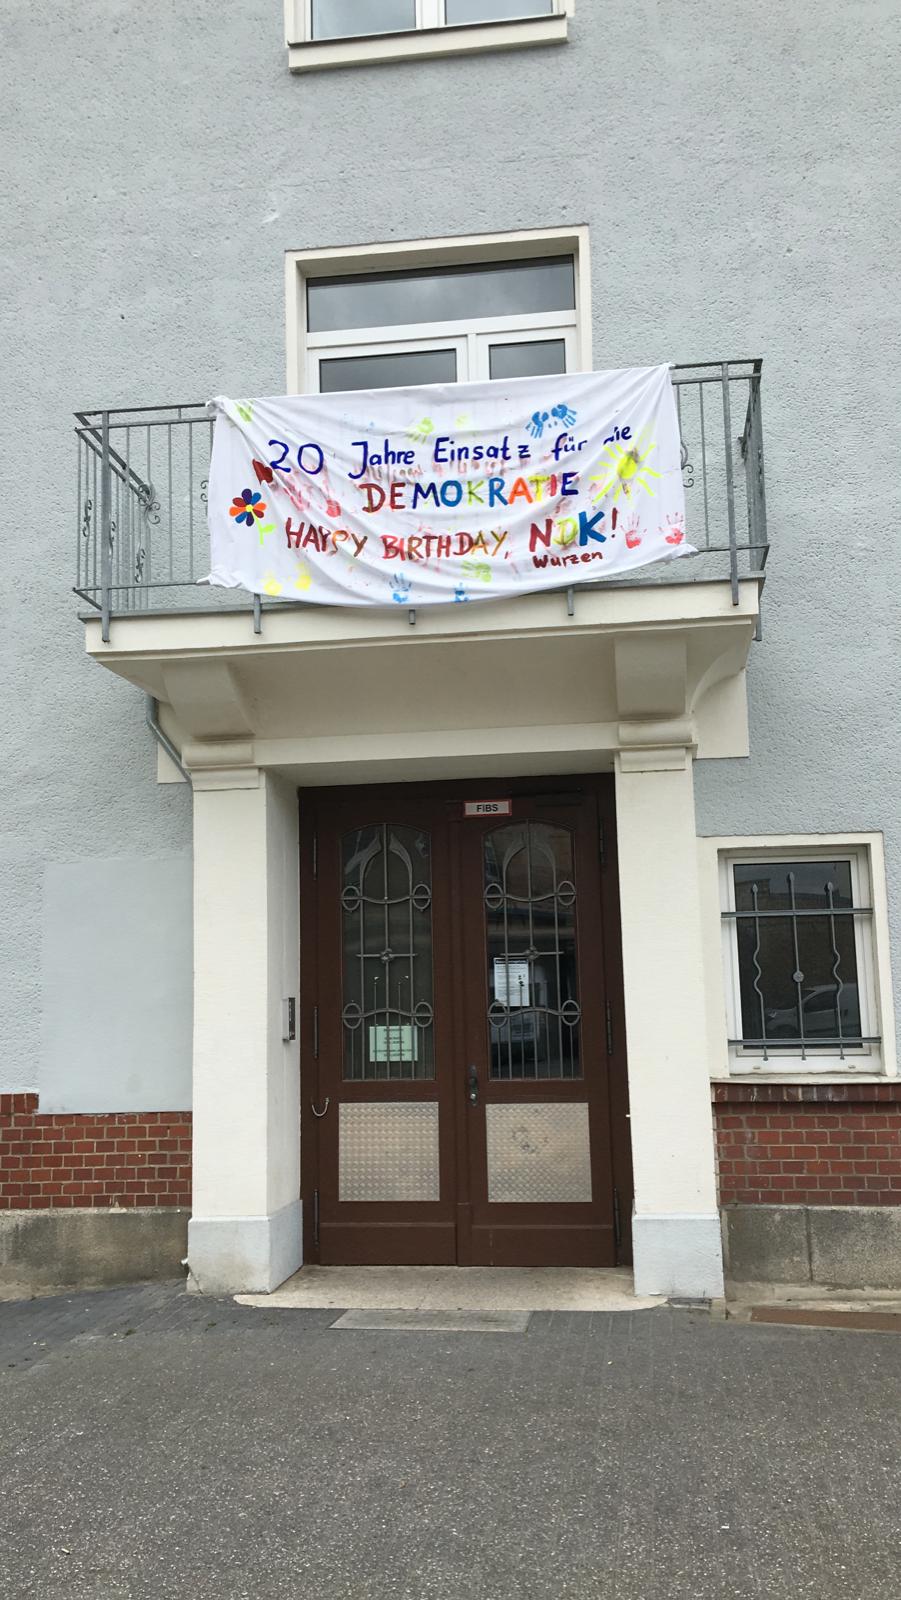 20 Jahre Einsatz für die
DEMOKRATIE
HAPPY BIRTHDAY, NDK!
Wurzen
FIBS